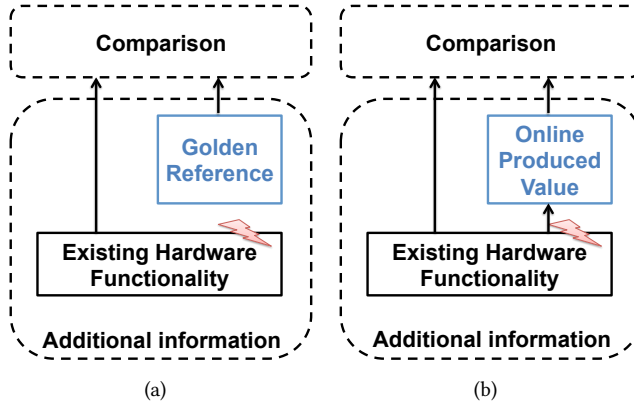 Comparison
Golden
Reference
Existing Hardware
Functionality
Additional information
(a)
Comparison
Online
Produced
Value
Existing Hardware
Functionality
Additional information
(b)